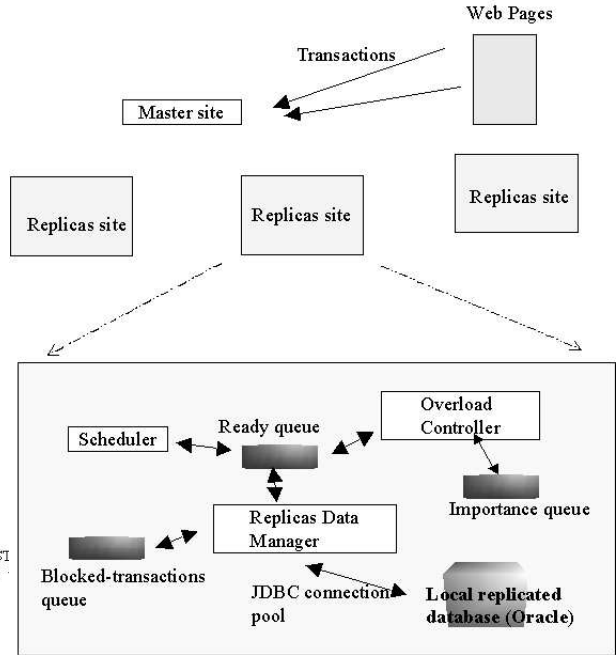 Web Pages
Transactions
Master site
Replicas site
Replicas site
Replicas site
Overload
Controller
Ready queue
Scheduler
Importance queue
Replicas Data
Manager
Blocked-transactions
queue
JDBC connection
pool
Local replicated
database (Oracle)